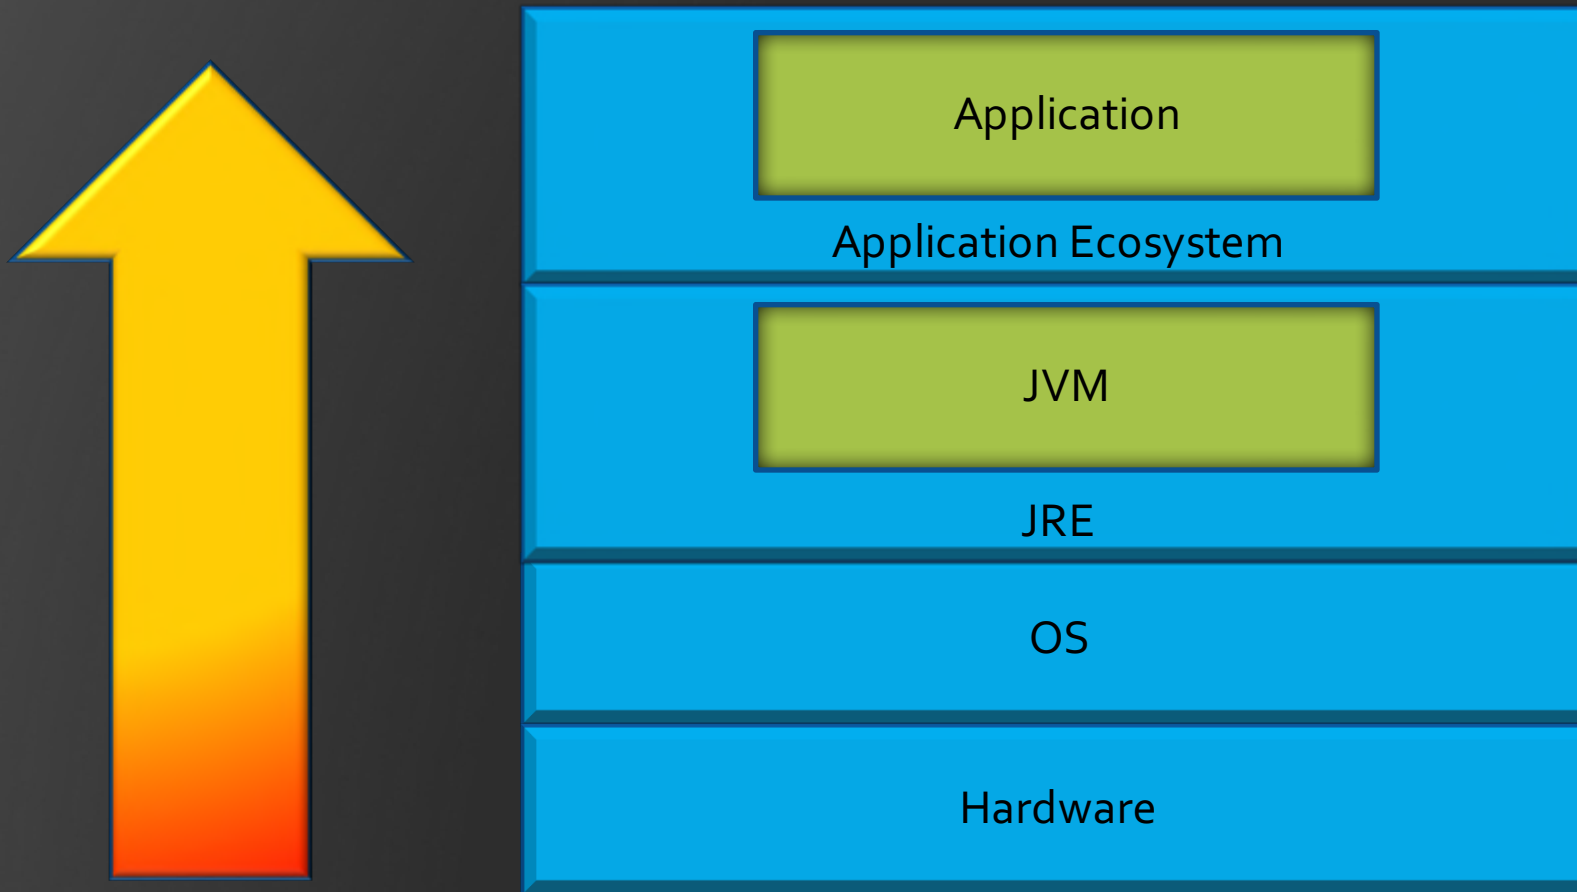 Application
Application Ecosystem
JVM
JRE
OS
Hardware